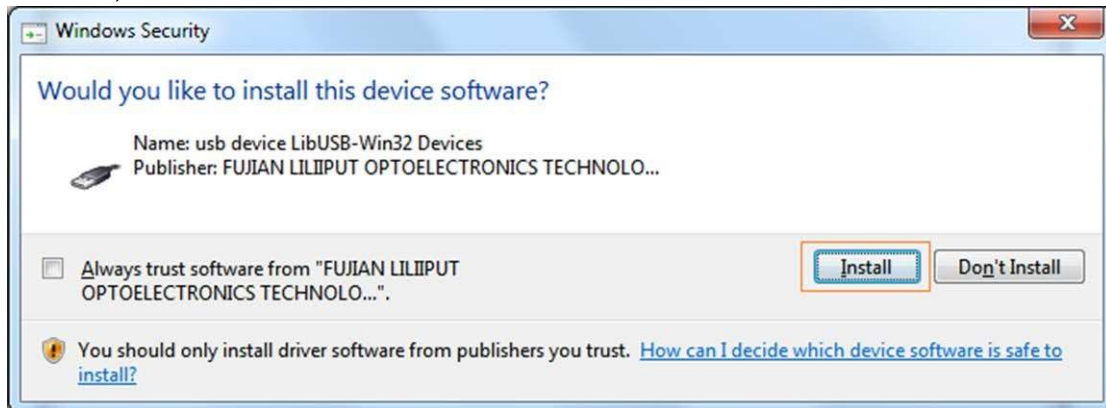 Windows Security
Would you like to install this device software?
Name: usb device LibUSB-Win32 Devices
Publisher: FUJIAN LILIIPUT OPTOELECTRONICS TECHNOLO...
Always trust software from "FUJIAN LILIIPUT
OPTOELECTRONICS TECHNOLO...".
Install
Don't Install
You should only install driver software from publishers you trust. How can I decide which device software is safe to
install?